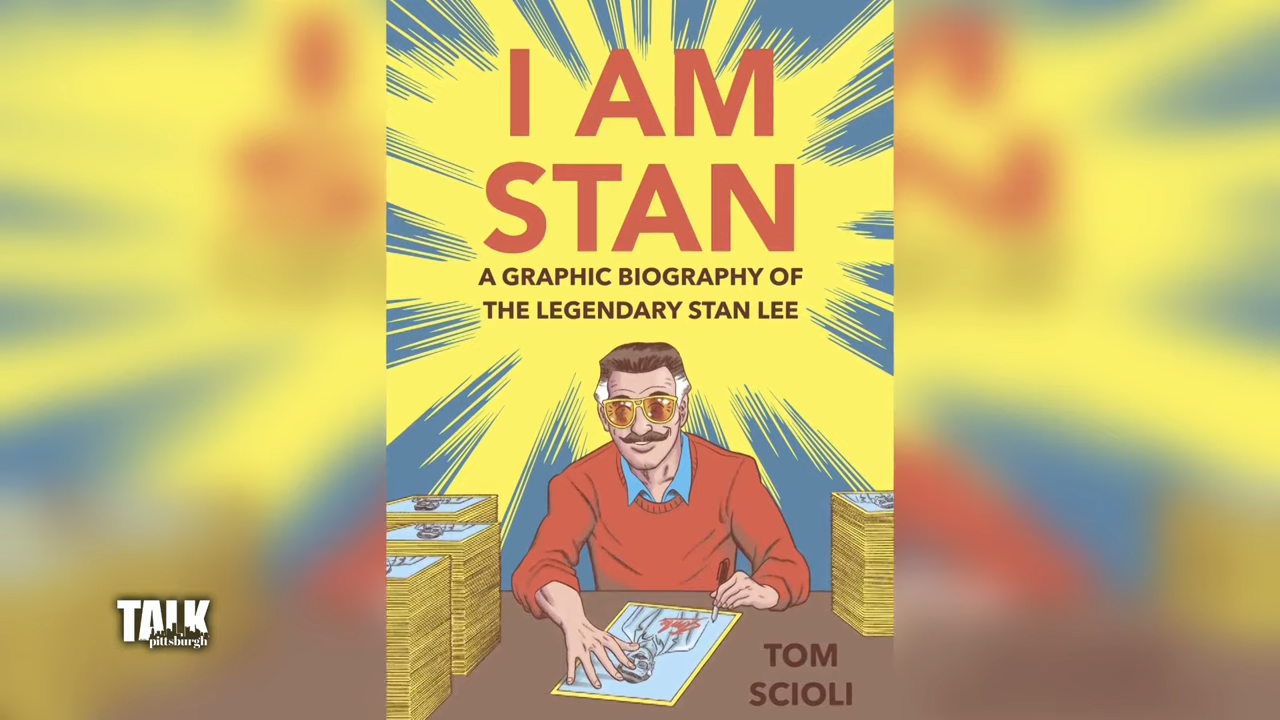 I AM
STAN
A GRAPHIC BIOGRAPHY OF
THE LEGENDARY STAN LEE
TOM
SCIOLI
TALK
pittsburgh